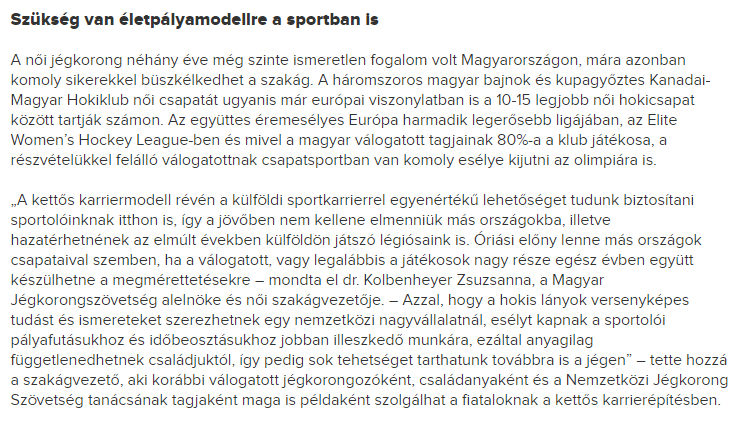 Szükség van életpályamodellre a sportban is
A női jégkorong néhány éve még szinte ismeretlen fogalom volt Magyarországon, mára azonban
komoly sikerekkel büszkélkedhet a szakág. A háromszoros magyar bajnok és kupagyőztes Kanadai-
Magyar Hokiklub női csapatát ugyanis már európai viszonylatban is a 10-15 legjobb női hokicsapat
között tartják számon. Az együttes éremesélyes Európa harmadik legerősebb ligájában, az Elite
Women's Hockey League-ben és mivel a magyar válogatott tagjainak 80%-a a klub játékosa, a
részvételükkel felálló válogatottnak csapatsportban van komoly esélye kijutni az olimpiára is.
„A kettős karriermodell révén a külföldi sportkarrierrel egyenértékű lehetőséget tudunk biztosítani
sportolóinknak itthon is, így a jövőben nem kellene elmenniük más országokba, illetve
hazatérhetnének az elmúlt években külföldön játszó légiósaink is. Óriási előny lenne más országok
csapataival szemben, ha a válogatott, vagy legalábbis a játékosok nagy része egész évben együtt
készülhetne a megmérettetésekre – mondta el dr. Kolbenheyer Zsuzsanna, a Magyar
Jégkorongszövetség alelnöke és női szakágvezetője. – Azzal, hogy a hokis lányok versenyképes
tudást és ismereteket szerezhetnek egy nemzetközi nagyvállalatnál, esélyt kapnak a sportolói
pályafutásukhoz és időbeosztásukhoz jobban illeszkedő munkára, ezáltal anyagilag
függetlenedhetnek családjuktól, így pedig sok tehetséget tarthatunk továbbra is a jégen” – tette hozzá
a szakágvezető, aki korábbi válogatott jégkorongozóként, családanyaként és a Nemzetközi Jégkorong
Szövetség tanácsának tagjaként maga is példaként szolgálhat a fiataloknak a kettős karrierépítésben.